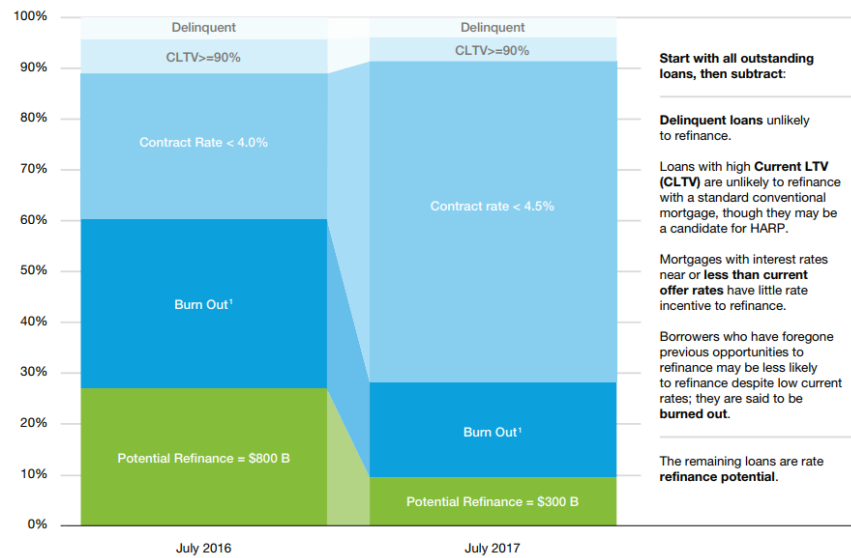 100%
90%
80%
70%
60%
50%
40%
30%
20%
10%
0%
Delinquent
CLTV>=90%
Contract Rate < 4.0%
Burn Out¹
Potential Refinance = $800 B
July 2016
Delinquent
CLTV>=90%
Contract rate < 4.5%
Burn Out¹
Potential Refinance = $300 B
July 2017
Start with all outstanding
loans, then subtract:
Delinquent loans unlikely
to refinance.
Loans with high Current LTV
(CLTV) are unlikely to refinance
with a standard conventional
mortgage, though they may be
a candidate for HARP.
Mortgages with interest rates
near or less than current
offer rates have little rate
incentive to refinance.
Borrowers who have foregone
previous opportunities to
refinance may be less likely
to refinance despite low current
rates; they are said to be
burned out.
The remaining loans are rate
refinance potential.